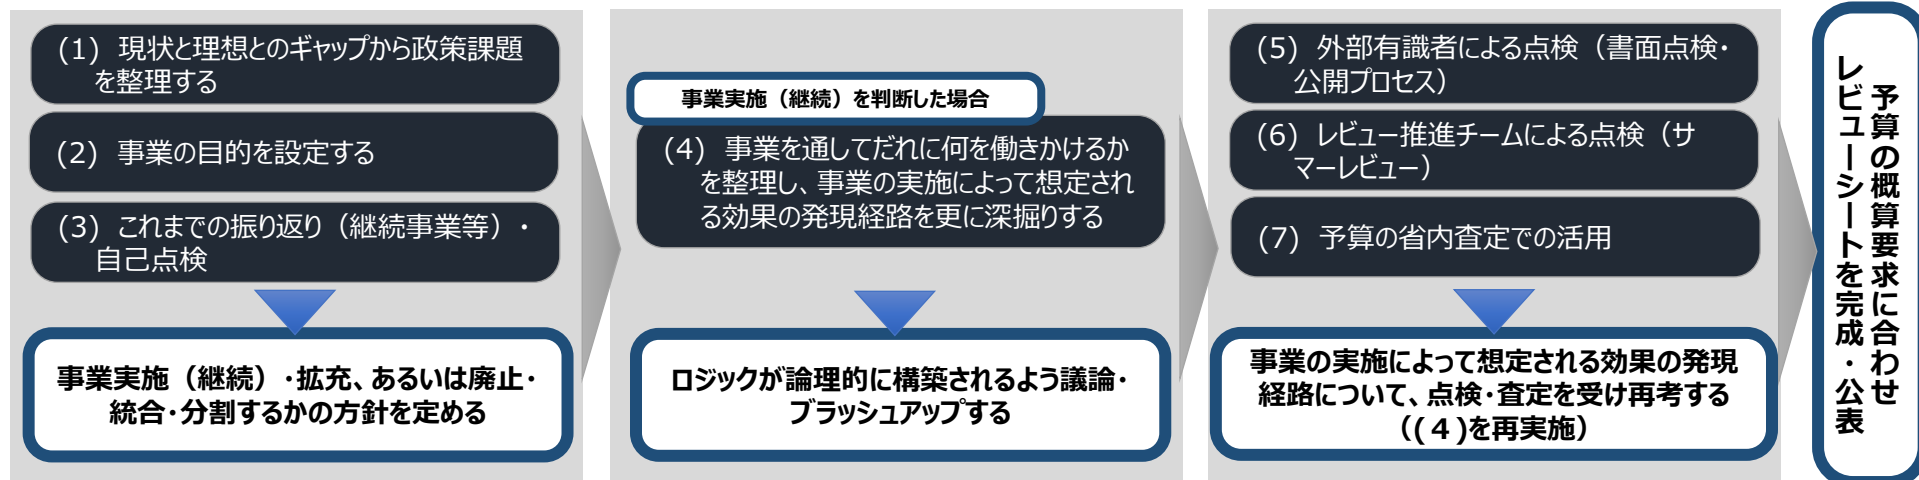 (1) 現状と理想とのギャップから政策課題
を整理する
(2) 事業の目的を設定する
(3) これまでの振り返り（継続事業等）・
自己点検
事業実施（継続）・拡充、あるいは廃止・
統合・分割するかの方針を定める
事業実施（継続）を判断した場合
(4) 事業を通してだれに何を働きかけるか
を整理し、事業の実施によって想定され
る効果の発現経路を更に深掘りする
ロジックが論理的に構築されるよう議論・
ブラッシュアップする
(5) 外部有識者による点検（書面点検・
公開プロセス）
(6) レビュー推進チームによる点検（サ
マーレビュー）
(7) 予算の省内査定での活用
事業の実施によって想定される効果の発現
経路について、点検・査定を受け再考する
（(４)を再実施）
予算の概算要求に合わせ
レビューシートを完成・公表